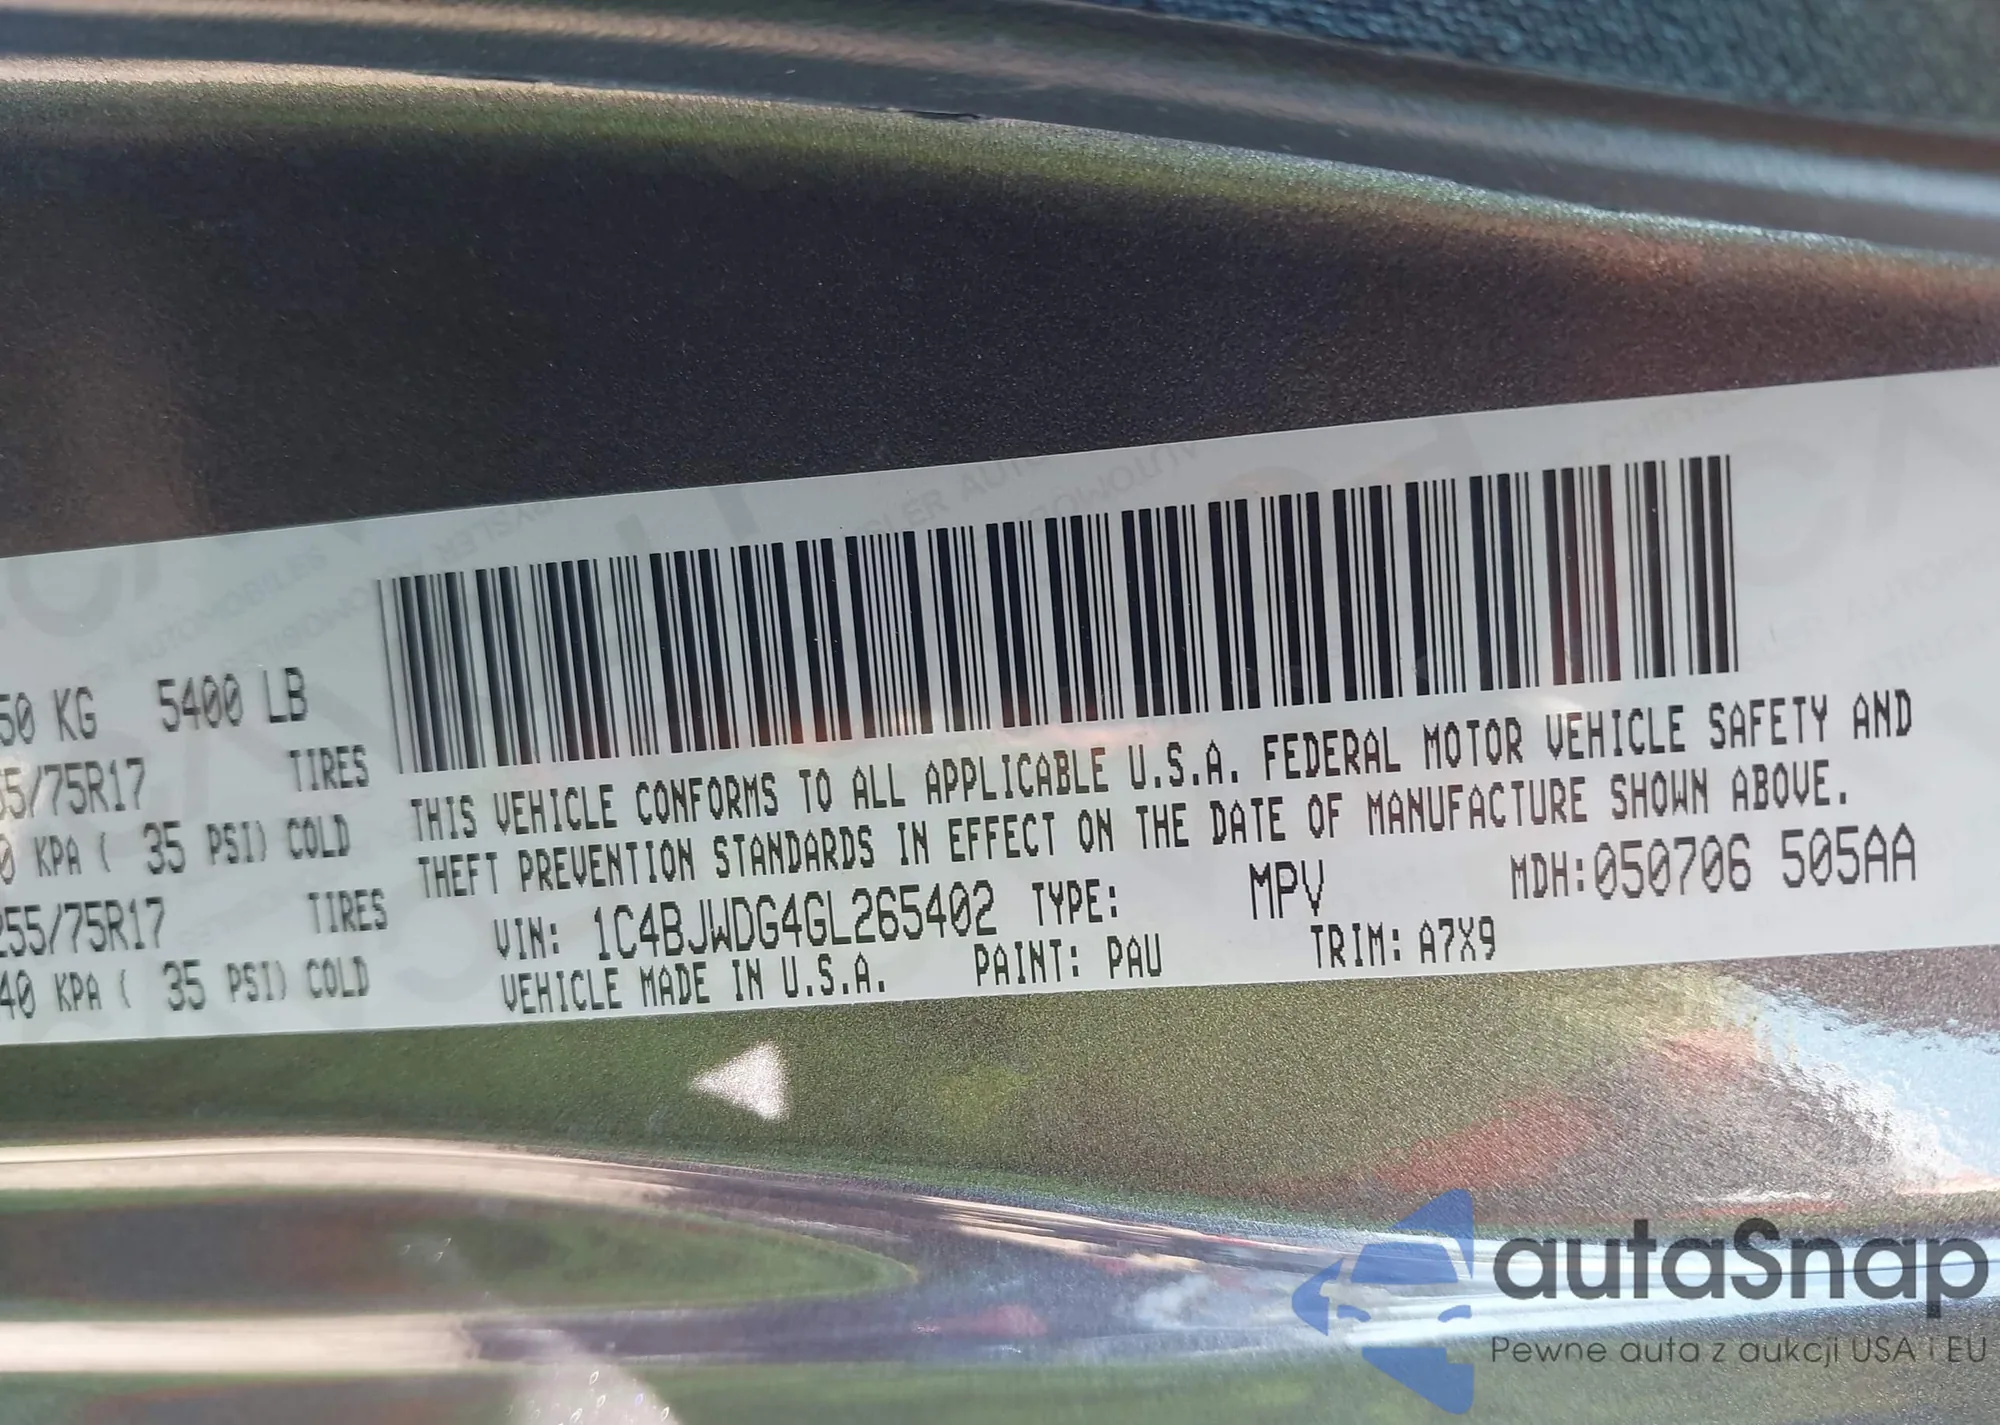 50 KG 5400 LB
55/75R17 TIRES
0 KPA ( 35 PSI) COLD
255/75R17 TIRES
40 KPA ( 35 PSI) COLD
THIS VEHICLE CONFORMS TO ALL APPLICABLE U.S.A. FEDERAL MOTOR VEHICLE SAFETY AND
THEFT PREVENTION STANDARDS IN EFFECT ON THE DATE OF MANUFACTURE SHOWN ABOVE.
VIN: 1C4BJWDG4GL265402 TYPE: MPV MDH:050706 505AA
VEHICLE MADE IN U.S.A. PAINT: PAU TRIM: A7X9
autaSnap
Pewne auta z aukcji USA i EU